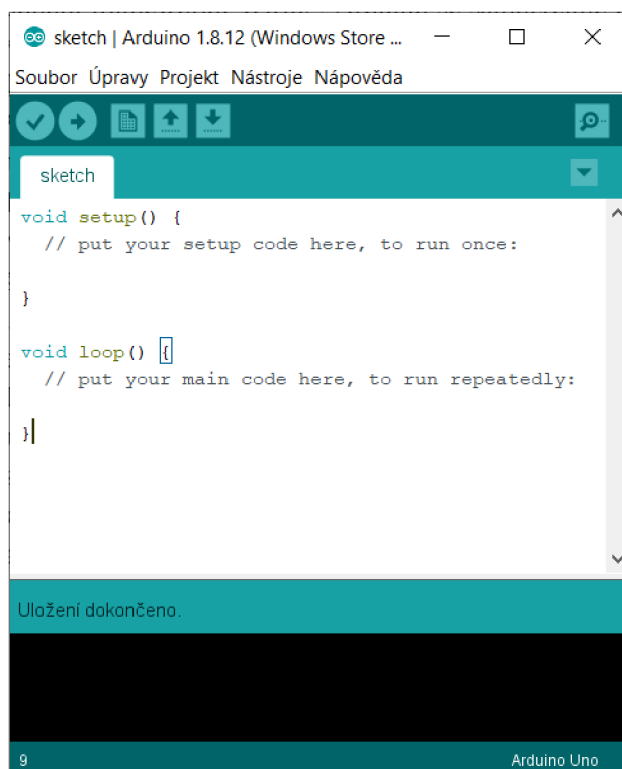 sketch | Arduino 1.8.12 (Windows Store ...
Soubor Úpravy Projekt Nástroje Nápověda
sketch
void setup() {
  // put your setup code here, to run once:
}
void loop() {
  // put your main code here, to run repeatedly:
}
Uložení dokončeno.
9 Arduino Uno